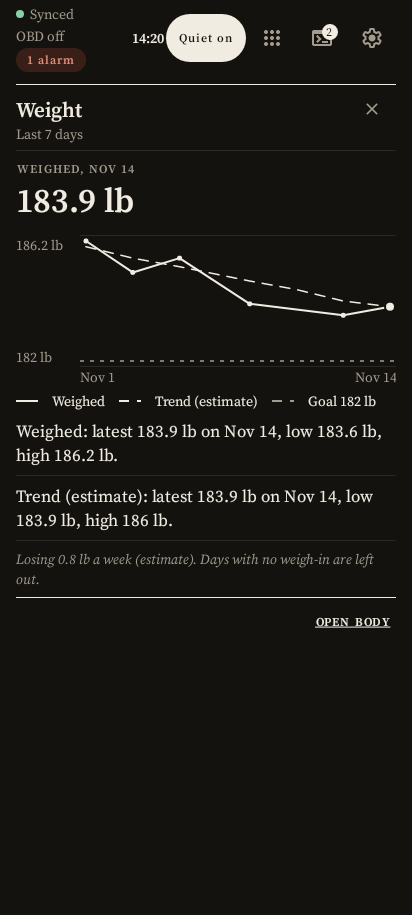 Synced
OBD off
1 alarm
14:20
Quiet on
2
Weight
Last 7 days
WEIGHED, NOV 14
183.9 lb
186.2 lb
182 lb
Nov 1
Nov 14
Weighed
Trend (estimate)
Goal 182 lb
Weighed: latest 183.9 lb on Nov 14, low 183.6 lb,
high 186.2 lb.
Trend (estimate): latest 183.9 lb on Nov 14, low
183.9 lb, high 186 lb.
Losing 0.8 lb a week (estimate). Days with no weigh-in are left
out.
OPEN BODY